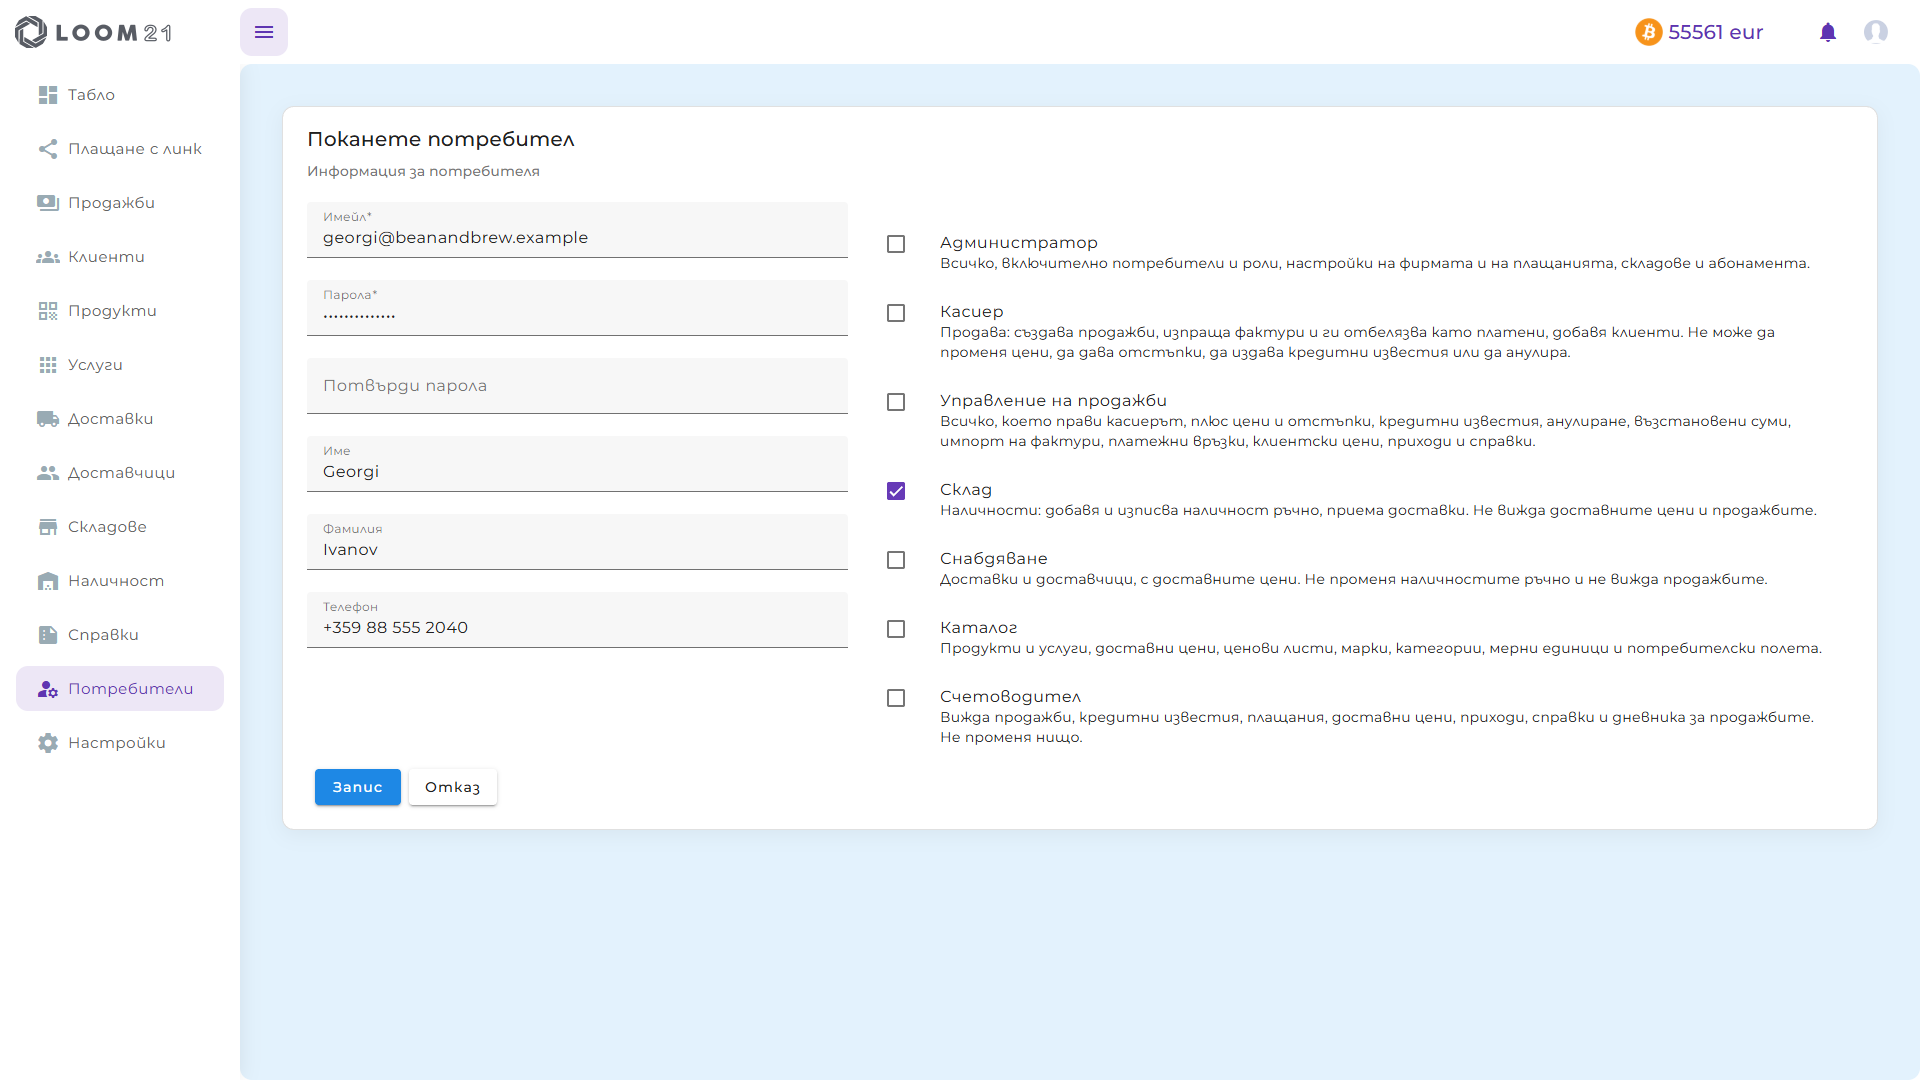 LOOM21
55561 eur
Табло
Плащане с линк
Продажби
Клиенти
Продукти
Услуги
Доставки
Доставчици
Складове
Наличност
Справки
Потребители
Настройки
Поканете потребител
Информация за потребителя
Имейл*
georgi@beanandbrew.example
Парола*
••••••••••••••
Потвърди парола
Име
Georgi
Фамилия
Ivanov
Телефон
+359 88 555 2040
Администратор
Всичко, включително потребители и роли, настройки на фирмата и на плащанията, складове и абонамента.
Касиер
Продава: създава продажби, изпраща фактури и ги отбелязва като платени, добавя клиенти. Не може да
променя цени, да дава отстъпки, да издава кредитни известия или да анулира.
Управление на продажби
Всичко, което прави касиерът, плюс цени и отстъпки, кредитни известия, анулиране, възстановени суми,
импорт на фактури, платежни връзки, клиентски цени, приходи и справки.
Склад
Наличности: добавя и изписва наличност ръчно, приема доставки. Не вижда доставните цени и продажбите.
Снабдяване
Доставки и доставчици, с доставните цени. Не променя наличностите ръчно и не вижда продажбите.
Каталог
Продукти и услуги, доставни цени, ценови листи, марки, категории, мерни единици и потребителски полета.
Счетоводител
Вижда продажби, кредитни известия, плащания, доставни цени, приходи, справки и дневника за продажбите.
Не променя нищо.
Запис
Отказ